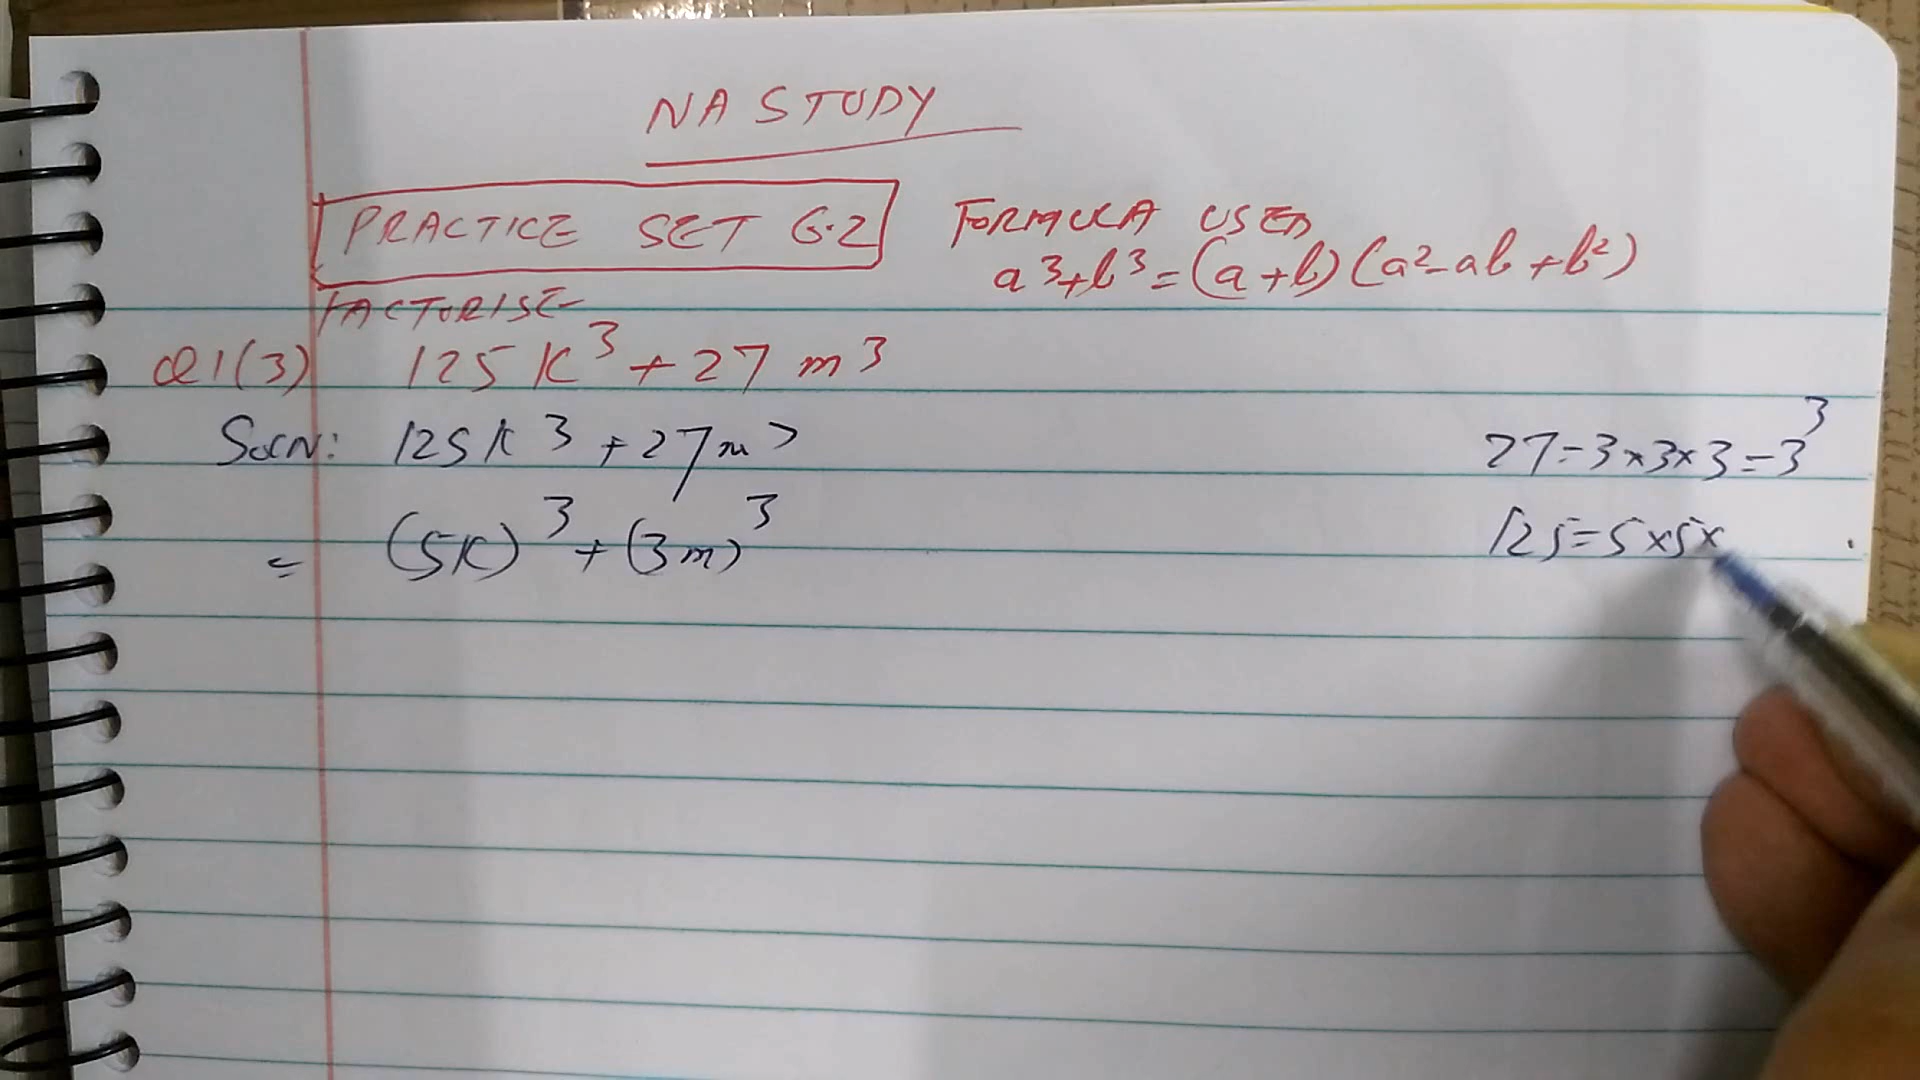 NA STUDY
PRACTICE SET 6.2
FORMULA USED
a³+b³=(a+b)(a²-ab+b²)
FACTORISE
Q1(3) 125K³+27m³
SOLN: 125K³+27m³
27=3×3×3=3³
= (5K)³+(3m)³
125=5×5×